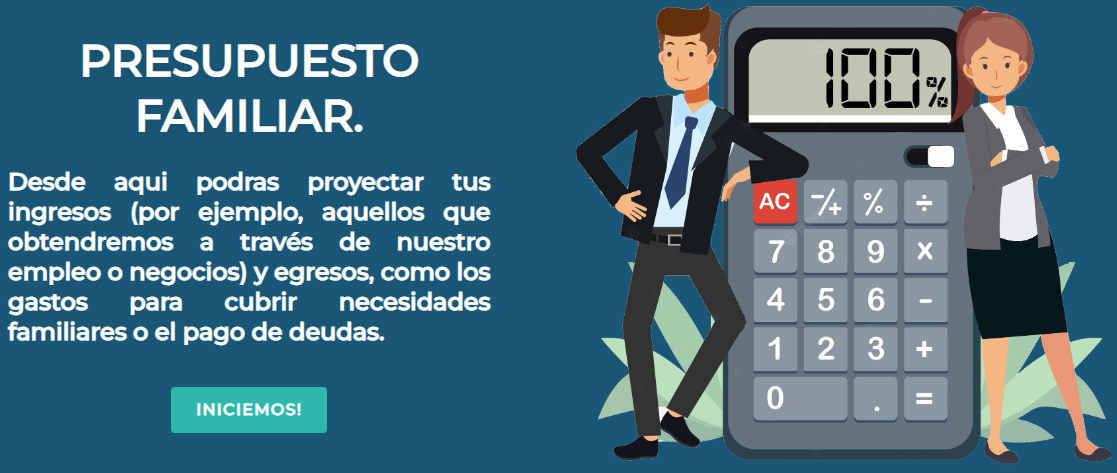 PRESUPUESTO
FAMILIAR.
Desde aqui podras proyectar tus
ingresos (por ejemplo, aquellos que
obtendremos a través de nuestro
empleo o negocios) y egresos, como los
gastos para cubrir necesidades
familiares o el pago de deudas.
INICIEMOS!
100%
AC -/+ % ÷
7 8 9 x
4 5 6 -
1 2 3 +
0 . =